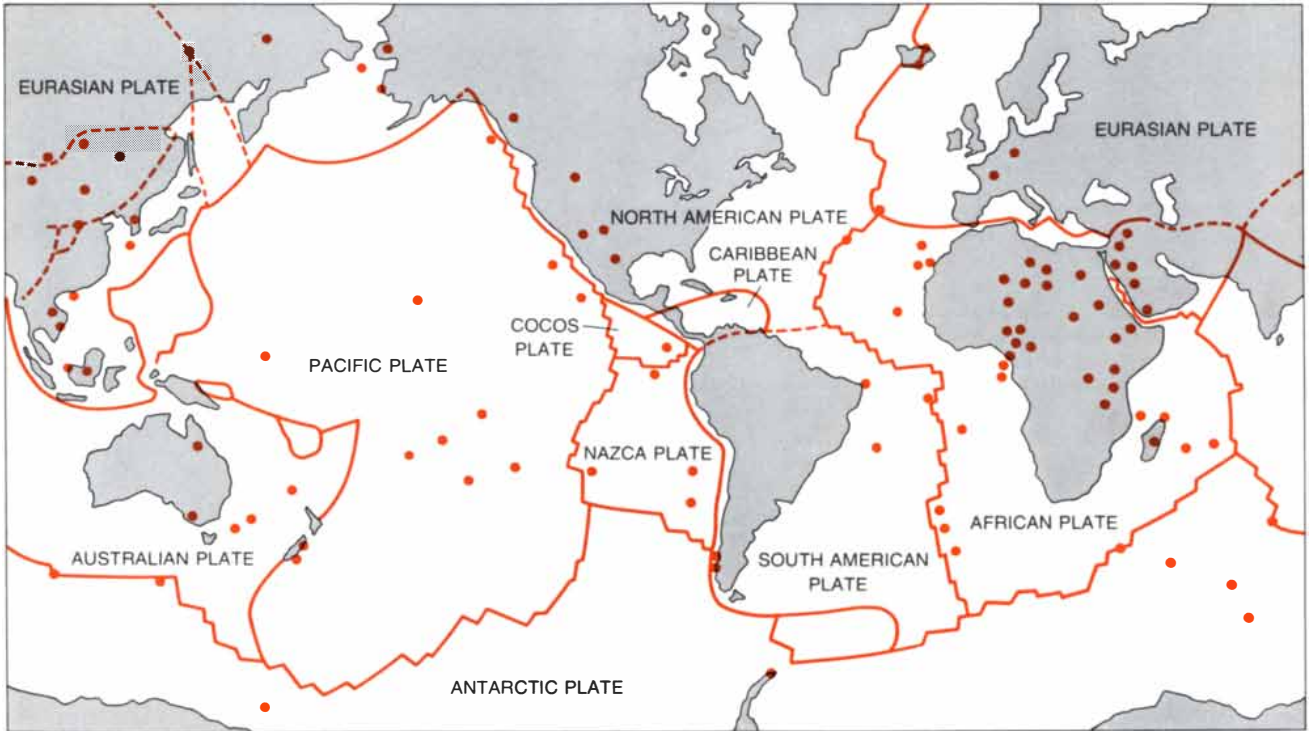 EURASIAN PLATE
EURASIAN PLATE
NORTH AMERICAN PLATE
CARIBBEAN
PLATE
COCOS
PLATE
PACIFIC PLATE
NAZCA PLATE
AFRICAN PLATE
AUSTRALIAN PLATE
SOUTH AMERICAN
PLATE
ANTARCTIC PLATE